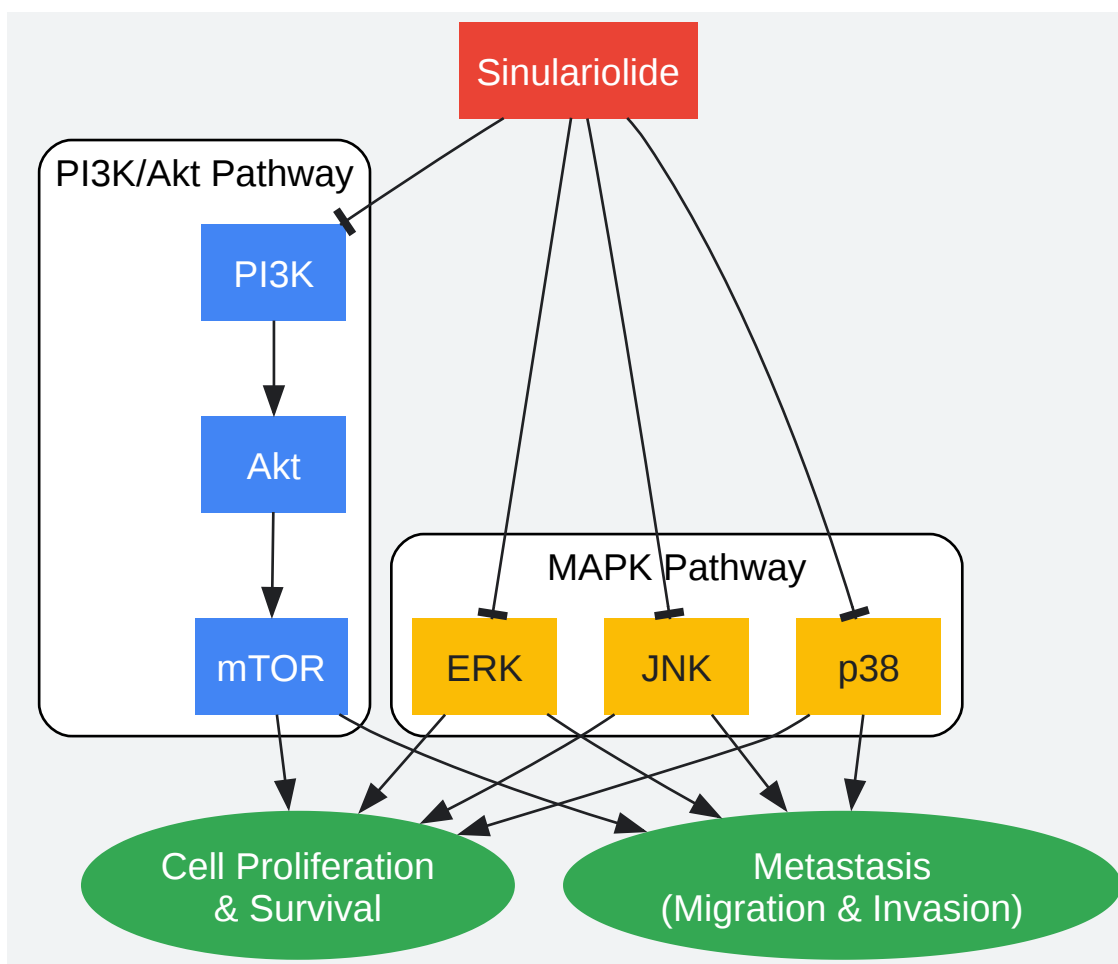 Sinulariolide
PI3K/Akt Pathway
PI3K
Akt
MAPK Pathway
mTOR
ERK
JNK
p38
Cell Proliferation
& Survival
Metastasis
(Migration & Invasion)